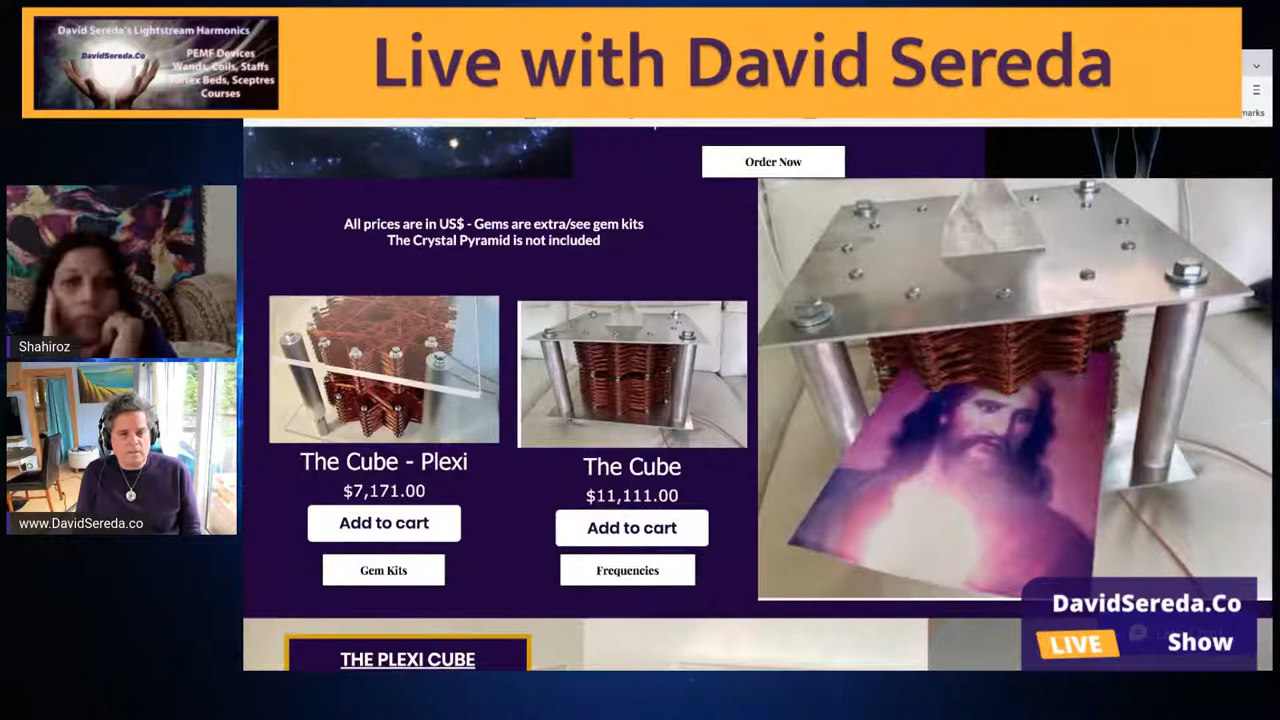 David Sereda's Lightstream Harmonics
DavidSereda.Co
PEMF Devices
Wands, Coils, Staffs
Vortex Beds, Sceptres
Courses
Live with David Sereda
marks
Order Now
All prices are in US$ - Gems are extra/see gem kits
The Crystal Pyramid is not included
Shahiroz
www.DavidSereda.co
The Cube - Plexi
$7,171.00
Add to cart
Gem Kits
The Cube
$11,111.00
Add to cart
Frequencies
THE PLEXI CUBE
DavidSereda.Co
LIVE Show